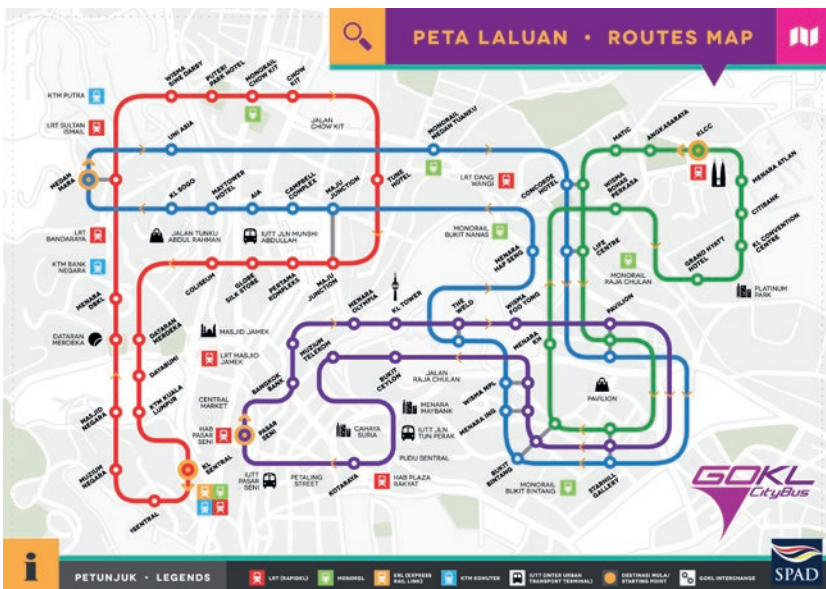 PETA LALUAN • ROUTES MAP
KTM PUTRA
LRT SULTAN
ISMAIL
WISMA
SIME DARBY
PUTERI
PARK HOTEL
MONORAIL
CHOW KIT
CHOW
KIT
JALAN
CHOW KIT
UNI ASIA
MONORAIL
MEDAN TUANKU
LRT DANG
WANGI
CONCORDE
HOTEL
MATIC
ANGKASARAYA
KLCC
MENARA ATLAN
CITIBANK
KL CONVENTION
CENTRE
GRAND HYATT
HOTEL
WISMA
ROHAS
PERKASA
LIFE
CENTRE
MONORAIL
RAJA CHULAN
PLATINUM
PARK
MEDAN
MARA
KL SOGO
MAYTOWER
HOTEL
AIA
CAMPBELL
COMPLEX
MAJU
JUNCTION
TUNE
HOTEL
LRT
BANDARAYA
JALAN TUNKU
ABDUL RAHMAN
IUTT JLN MUNSHI
ABDULLAH
MONORAIL
BUKIT NANAS
MENARA
HAP SENG
KTM BANK
NEGARA
COLISEUM
GLOBE
SILK STORE
PERTAMA
KOMPLEKS
MAJU
JUNCTION
MENARA
DBKL
DATARAN
MERDEKA
DATARAN
MERDEKA
MASJID JAMEK
LRT MASJID
JAMEK
MUZIUM
TELEKOM
MENARA
OLYMPIA
KL TOWER
THE
WELD
WISMA
FOO YONG
PAVILION
MENARA KH
DAYABUMI
KTM KUALA
LUMPUR
BANGKOK
BANK
BUKIT
CEYLON
JALAN
RAJA CHULAN
WISMA MPL
PAVILION
CENTRAL
MARKET
MENARA
MAYBANK
MENARA ING
MASJID
NEGARA
HAB
PASAR
SENI
PASAR
SENI
CAHAYA
SURIA
IUTT JLN
TUN PERAK
PUDU SENTRAL
BUKIT
BINTANG
STARHILL
GALLERY
MUZIUM
NEGARA
KL SENTRAL
1SENTRAL
IUTT
PASAR
SENI
PETALING
STREET
KOTARAYA
HAB PLAZA
RAKYAT
MONORAIL
BUKIT BINTANG
GOKL
CityBus
i
PETUNJUK • LEGENDS
LRT (RAPIDKL)
MONOREL
ERL (EXPRESS
RAIL LINK)
KTM KOMUTER
IUTT (INTER URBAN
TRANSPORT TERMINAL)
DESTINASI MULA/
STARTING POINT
GOKL INTERCHANGE
SPAD